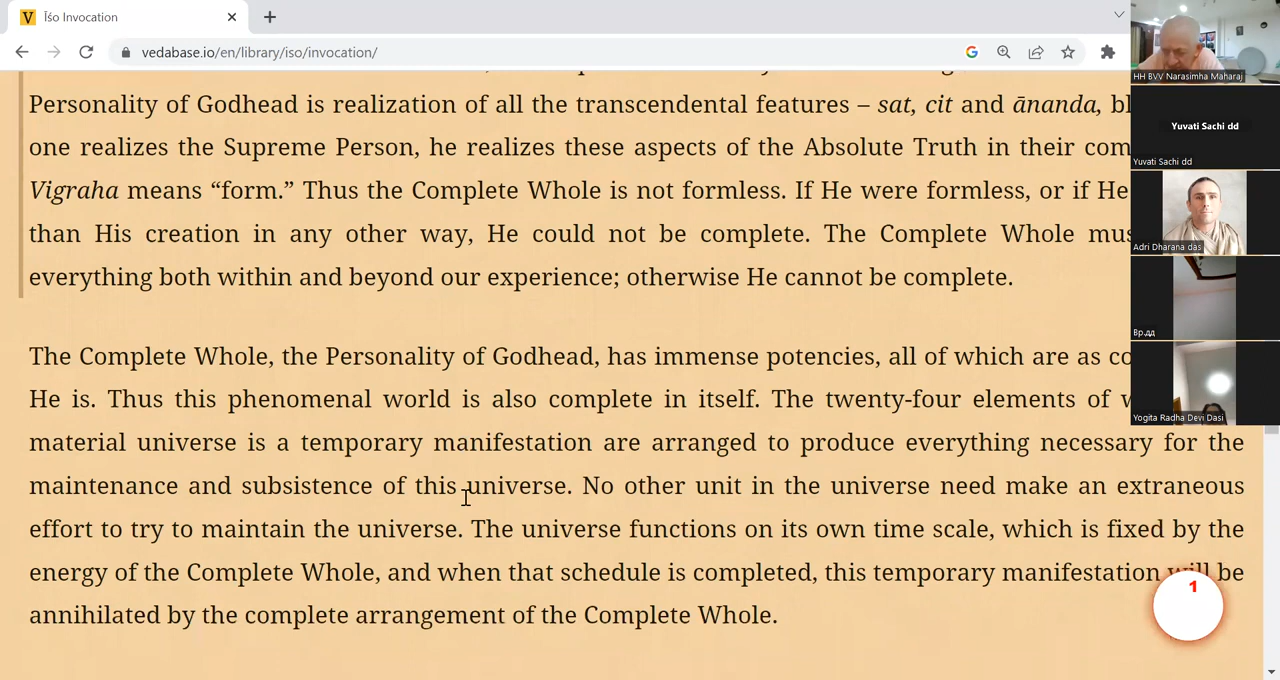 Īśo Invocation
vedabase.io/en/library/iso/invocation/
Personality of Godhead is realization of all the transcendental features – sat, cit and ānanda,
one realizes the Supreme Person, he realizes these aspects of the Absolute Truth in their
Vigraha means “form.” Thus the Complete Whole is not formless. If He were formless, or if He
than His creation in any other way, He could not be complete. The Complete Whole
everything both within and beyond our experience; otherwise He cannot be complete.
The Complete Whole, the Personality of Godhead, has immense potencies, all of which are as
He is. Thus this phenomenal world is also complete in itself. The twenty-four elements of
material universe is a temporary manifestation are arranged to produce everything necessary for the
maintenance and subsistence of this universe. No other unit in the universe need make an extraneous
effort to try to maintain the universe. The universe functions on its own time scale, which is fixed by the
energy of the Complete Whole, and when that schedule is completed, this temporary manifestation will be
annihilated by the complete arrangement of the Complete Whole.
HH BVV Narasimha Maharaj
Yuvati Sachi dd
Yuvati Sachi dd
Adri Dharana das
Вр.дд
Yogita Radha Devi Dasi
1